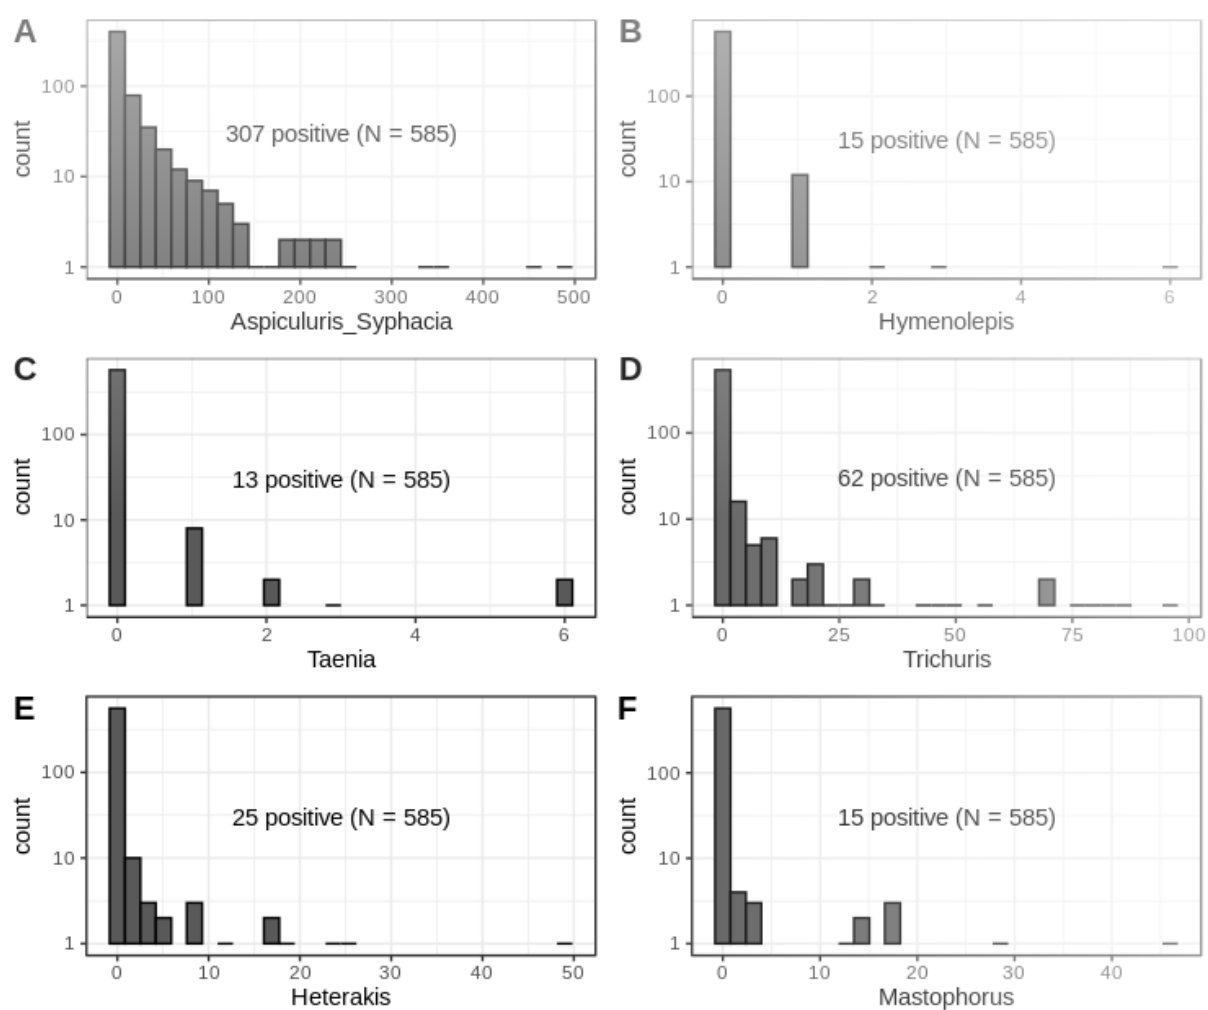 A
count
100
10
1
307 positive (N = 585)
0 100 200 300 400 500
Aspiculuris_Syphacia
B
count
100
10
1
15 positive (N = 585)
0 2 4 6
Hymenolepis
C
count
100
10
1
13 positive (N = 585)
0 2 4 6
Taenia
D
count
100
10
1
62 positive (N = 585)
0 25 50 75 100
Trichuris
E
count
100
10
1
25 positive (N = 585)
0 10 20 30 40 50
Heterakis
F
count
100
10
1
15 positive (N = 585)
0 10 20 30 40
Mastophorus